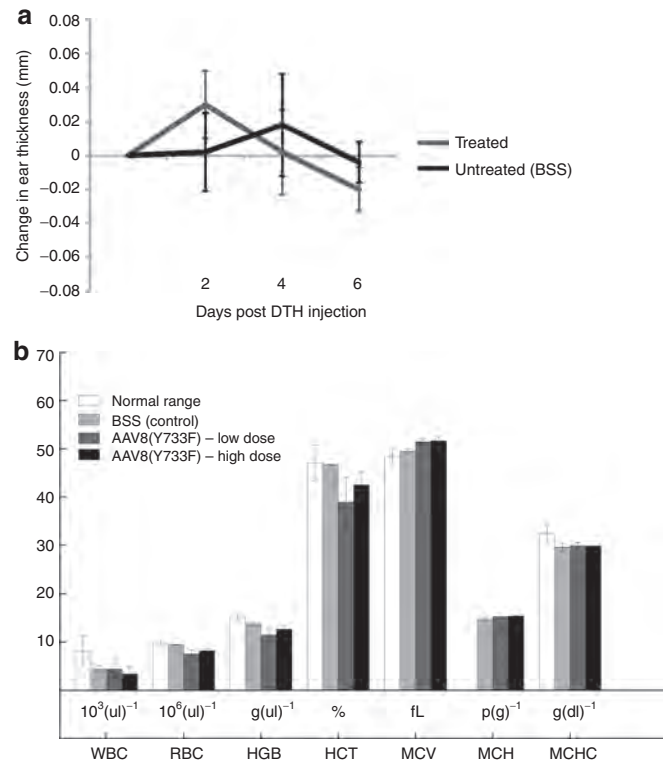 a
0.08
0.06
0.04
0.02
0
−0.02
−0.04
−0.06
−0.08
Change in ear thickness (mm)
2 4 6
Days post DTH injection
Treated
Untreated (BSS)
b
70
60
50
40
30
20
10
Normal range
BSS (control)
AAV8(Y733F) – low dose
AAV8(Y733F) – high dose
10³(ul)⁻¹ 10⁶(ul)⁻¹ g(ul)⁻¹ % fL p(g)⁻¹ g(dl)⁻¹
WBC RBC HGB HCT MCV MCH MCHC